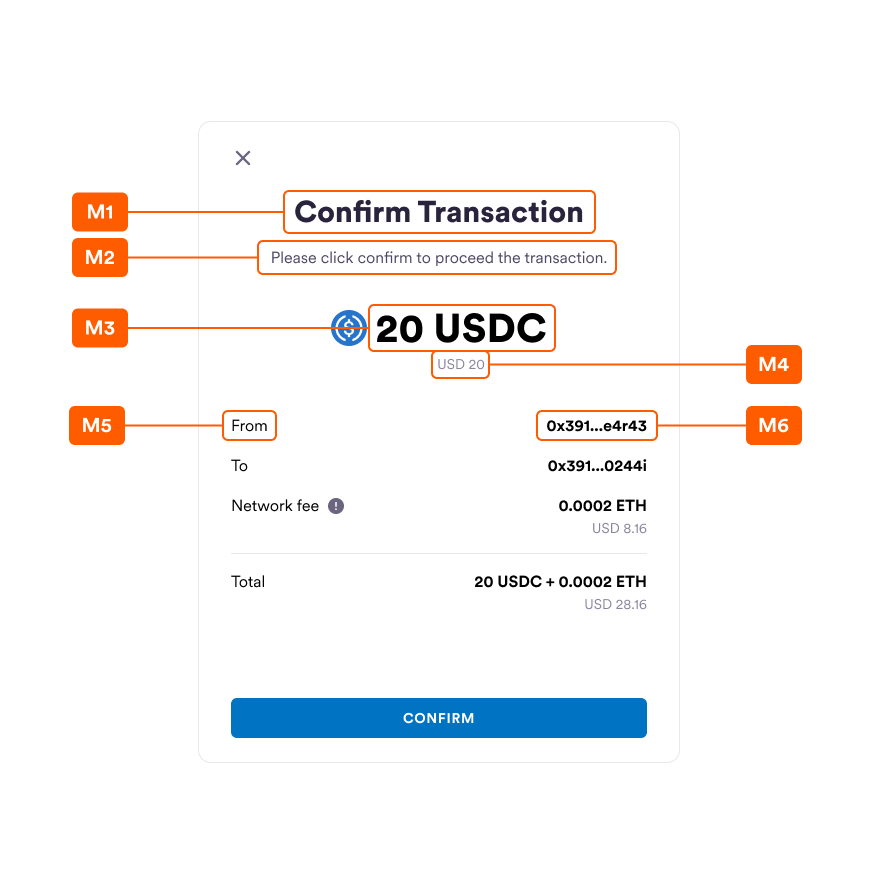 M1 Confirm Transaction
M2 Please click confirm to proceed the transaction.
M3 20 USDC
USD 20 M4
M5 From 0x391...e4r43 M6
To 0x391...0244i
Network fee ! 0.0002 ETH
USD 8.16
Total 20 USDC + 0.0002 ETH
USD 28.16
CONFIRM